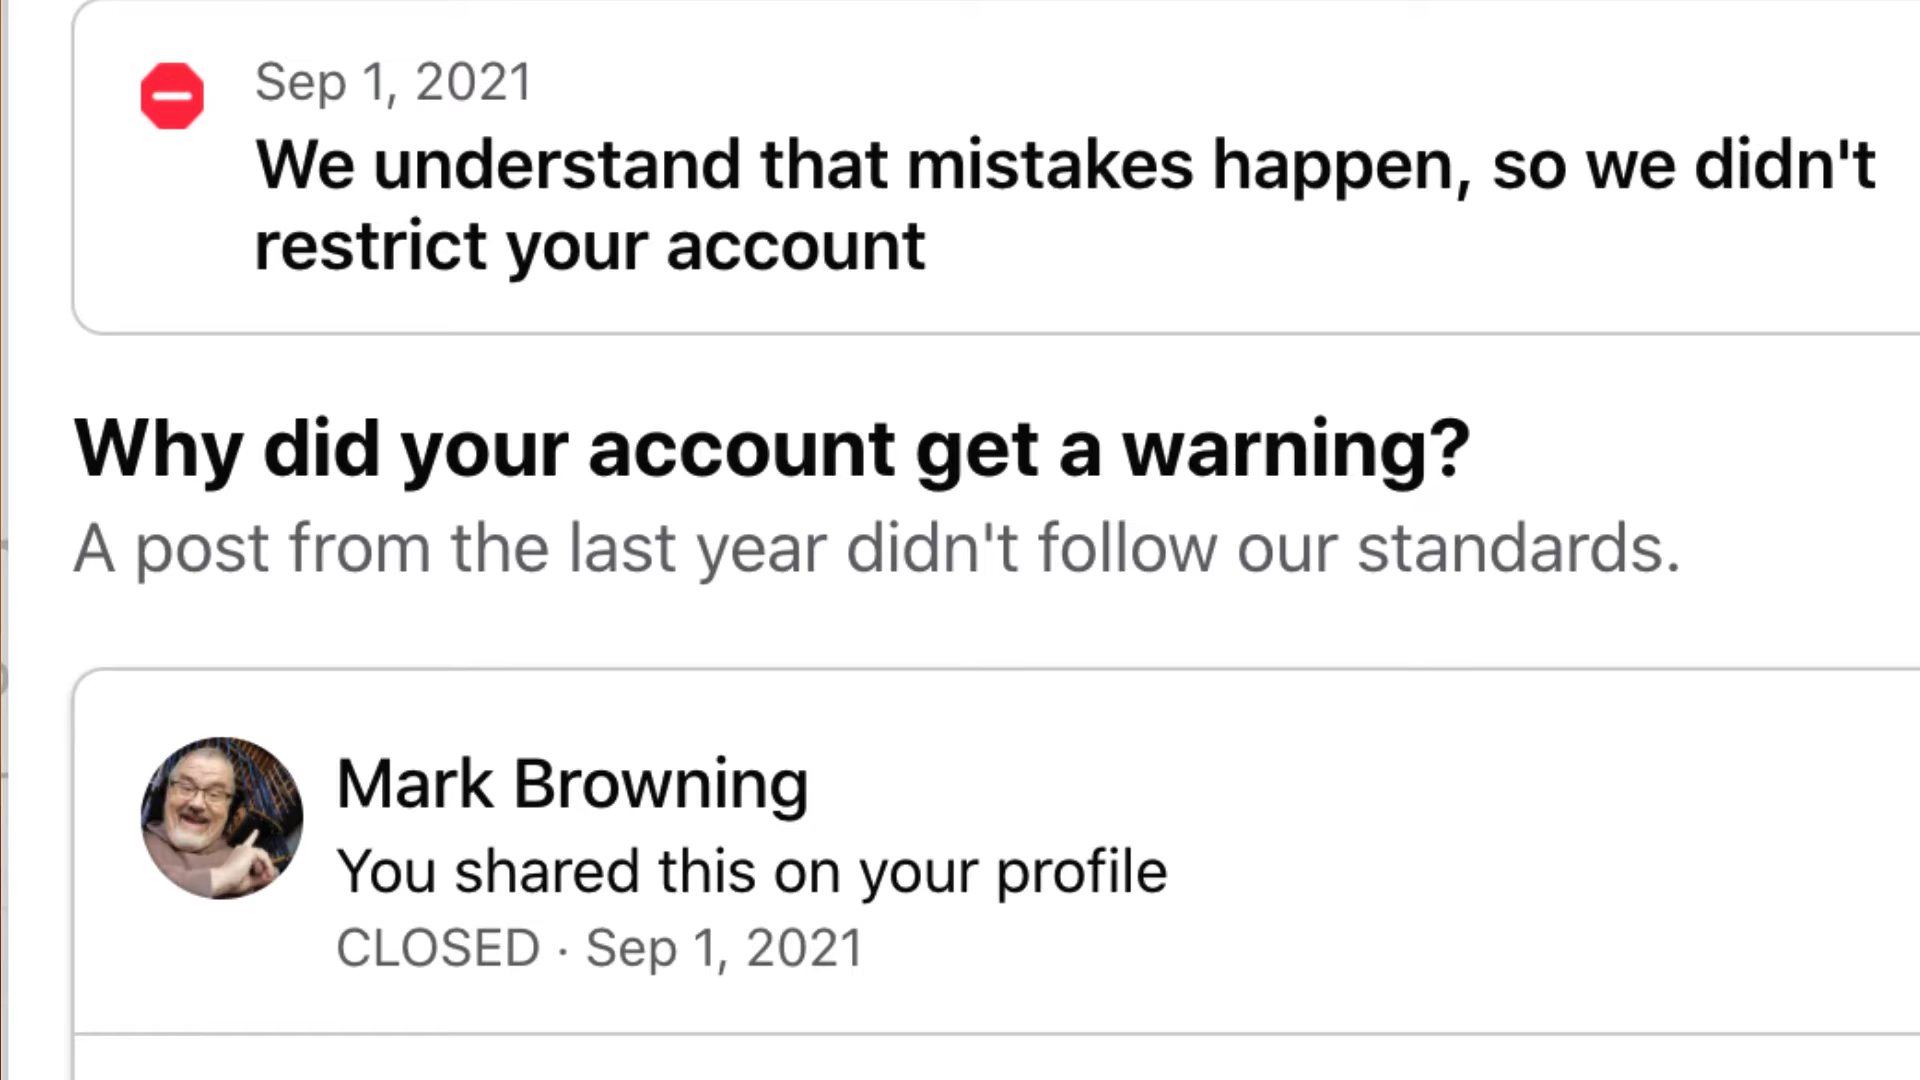 Sep 1, 2021
We understand that mistakes happen, so we didn't
restrict your account
Why did your account get a warning?
A post from the last year didn't follow our standards.
Mark Browning
You shared this on your profile
CLOSED · Sep 1, 2021